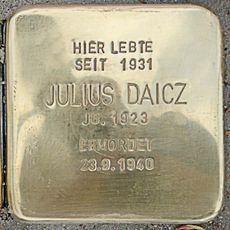 HIER LEBTE
SEIT 1931
JULIUS DAICZ
JG. 1923
ERMORDET
23.9.1940